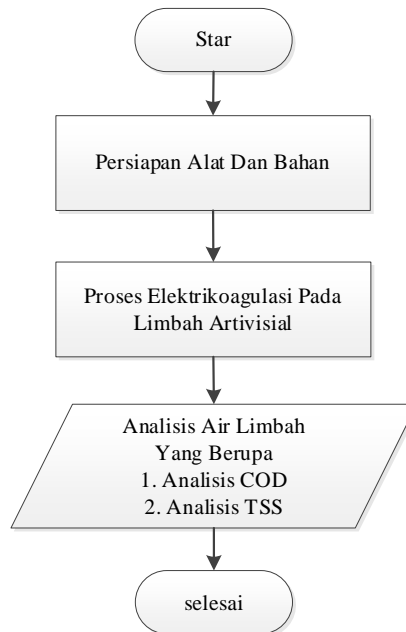 Star
Persiapan Alat Dan Bahan
Proses Elektrikoagulasi Pada
Limbah Artivisial
Analisis Air Limbah
Yang Berupa
1. Analisis COD
2. Analisis TSS
selesai